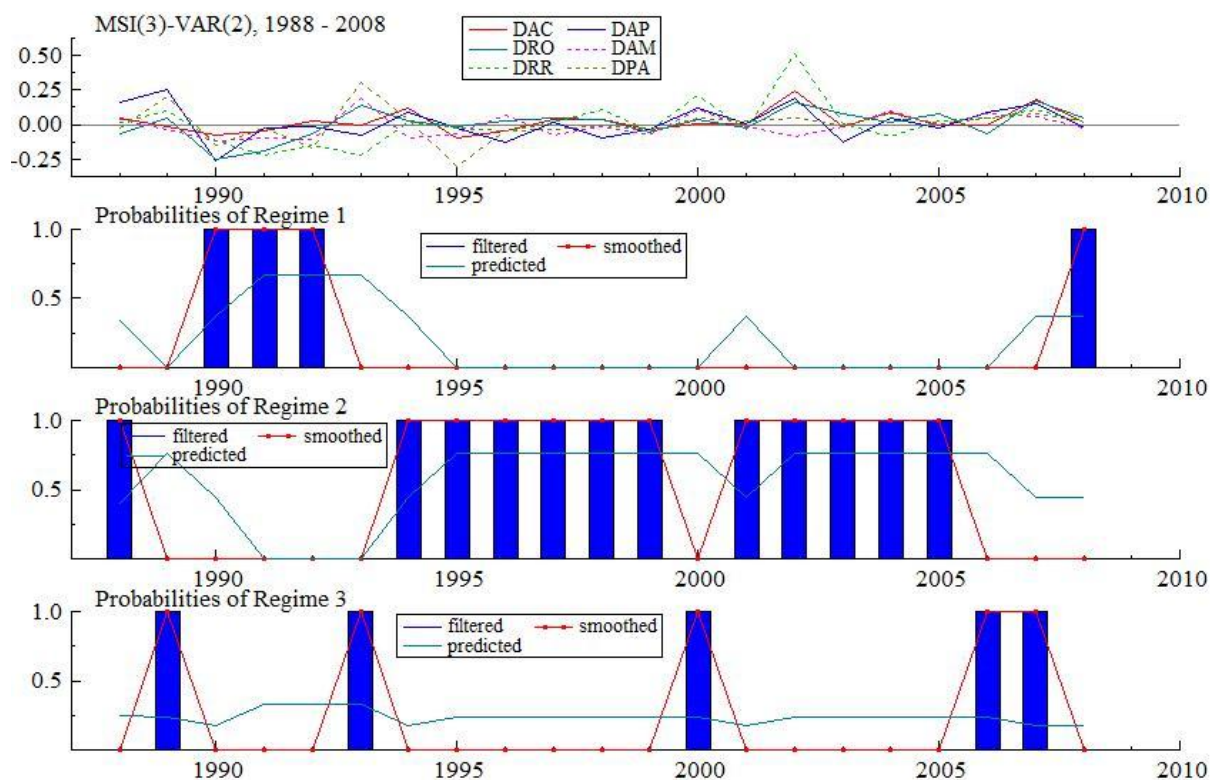 MSI(3)-VAR(2), 1988 - 2008
DAC DAP
DRO DAM
DRR DPA
0.50
0.25
0.00
-0.25
1990 1995 2000 2005 2010
Probabilities of Regime 1
1.0
filtered smoothed
predicted
0.5
1990 1995 2000 2005 2010
Probabilities of Regime 2
1.0
filtered smoothed
predicted
0.5
1990 1995 2000 2005 2010
Probabilities of Regime 3
1.0
filtered smoothed
predicted
0.5
1990 1995 2000 2005 2010